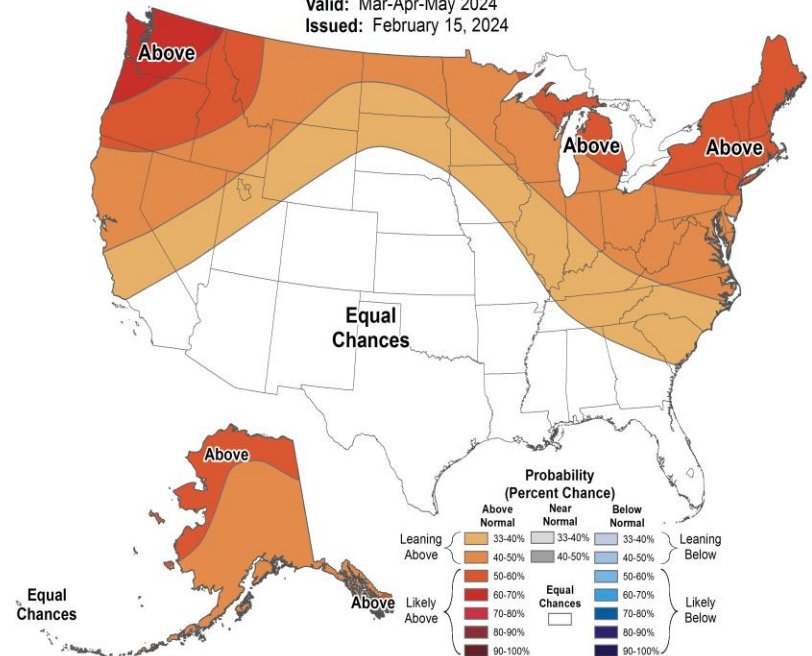 Valid: Mar-Apr-May 2024
Issued: February 15, 2024
Above
Above
Above
Equal
Chances
Above
Above
Equal
Chances
Probability
(Percent Chance)
Above
Normal
Near
Normal
Below
Normal
Leaning
Above
33-40%
33-40%
33-40%
Leaning
Below
40-50%
40-50%
40-50%
Likely
Above
50-60%
50-60%
Likely
Below
60-70%
Equal
Chances
60-70%
70-80%
70-80%
80-90%
80-90%
90-100%
90-100%